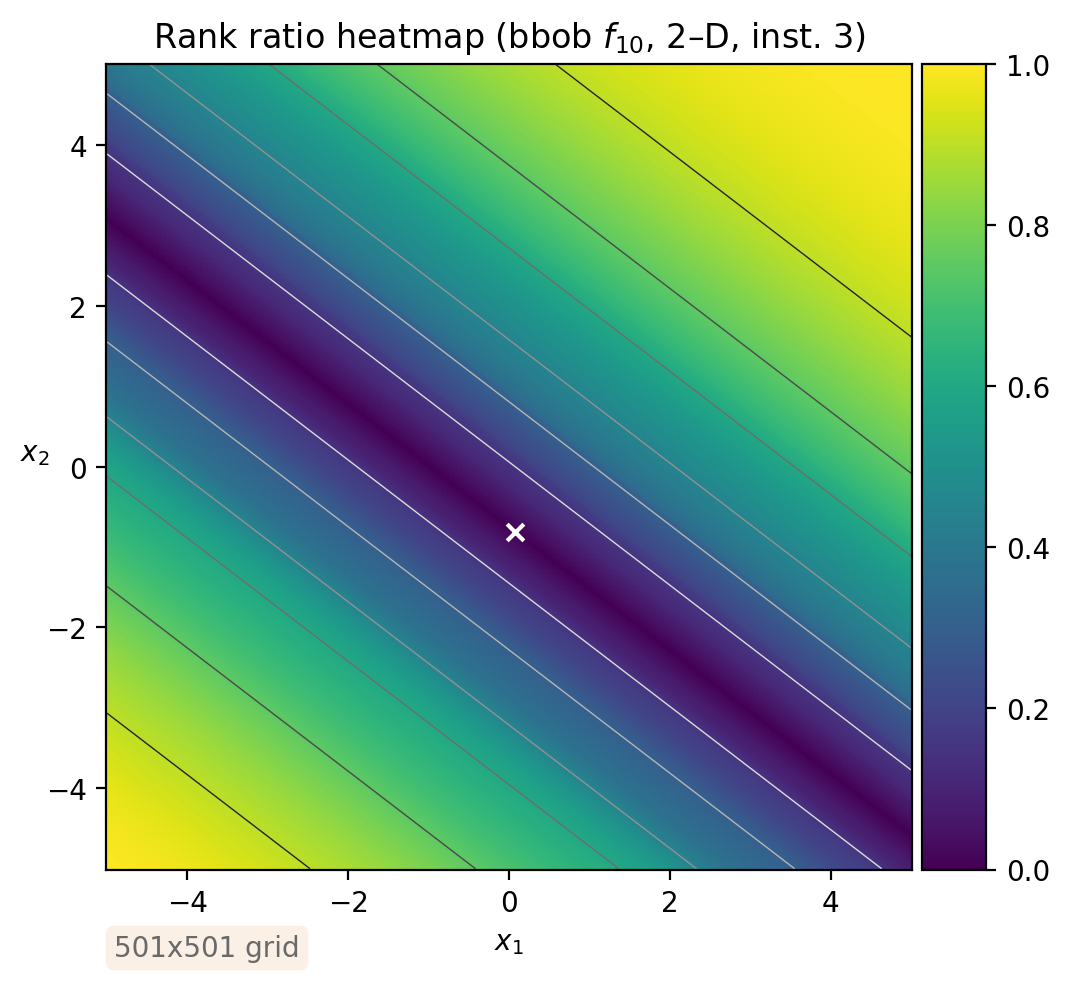 Rank ratio heatmap (bbob f₁₀, 2–D, inst. 3)
1.0
0.8
0.6
0.4
0.2
0.0
4
2
x₂ 0
−2
−4
−4 −2 0 2 4
x₁
501x501 grid